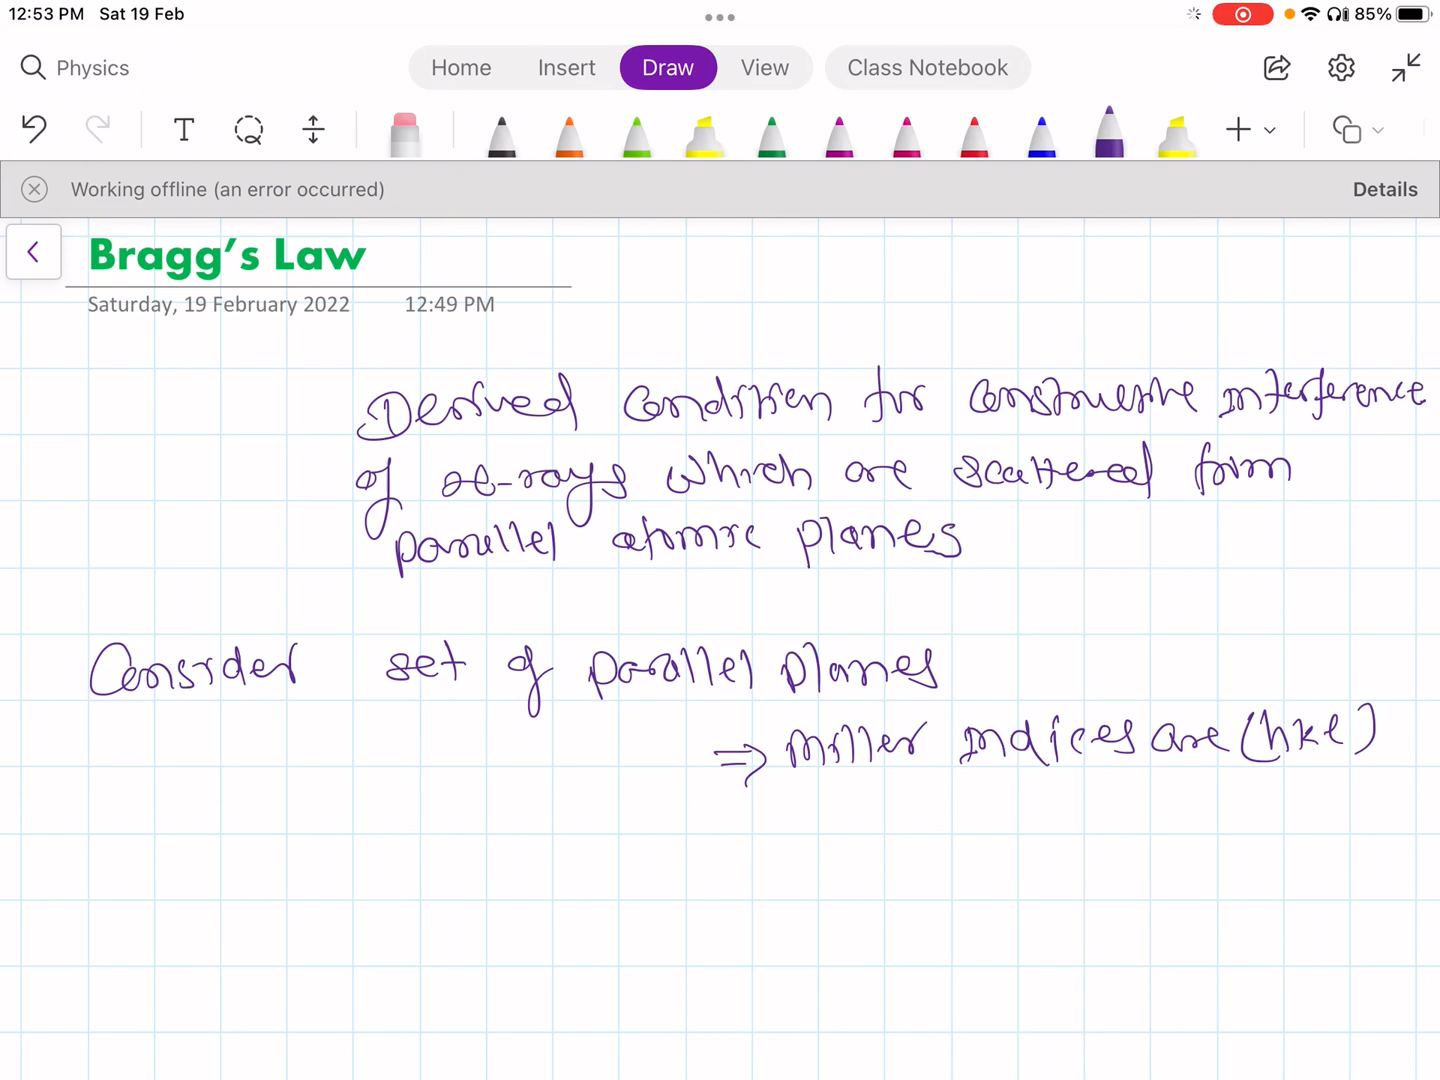 12:53 PM Sat 19 Feb
85%
Physics
Home Insert Draw View Class Notebook
T
Working offline (an error occurred) Details
Bragg's Law
Saturday, 19 February 2022 12:49 PM
Derived condition for constructive interference
of x-rays which are scattered form
parallel atomic planes
Consider set of parallel planes
⇒ Miller indices are (hkl)